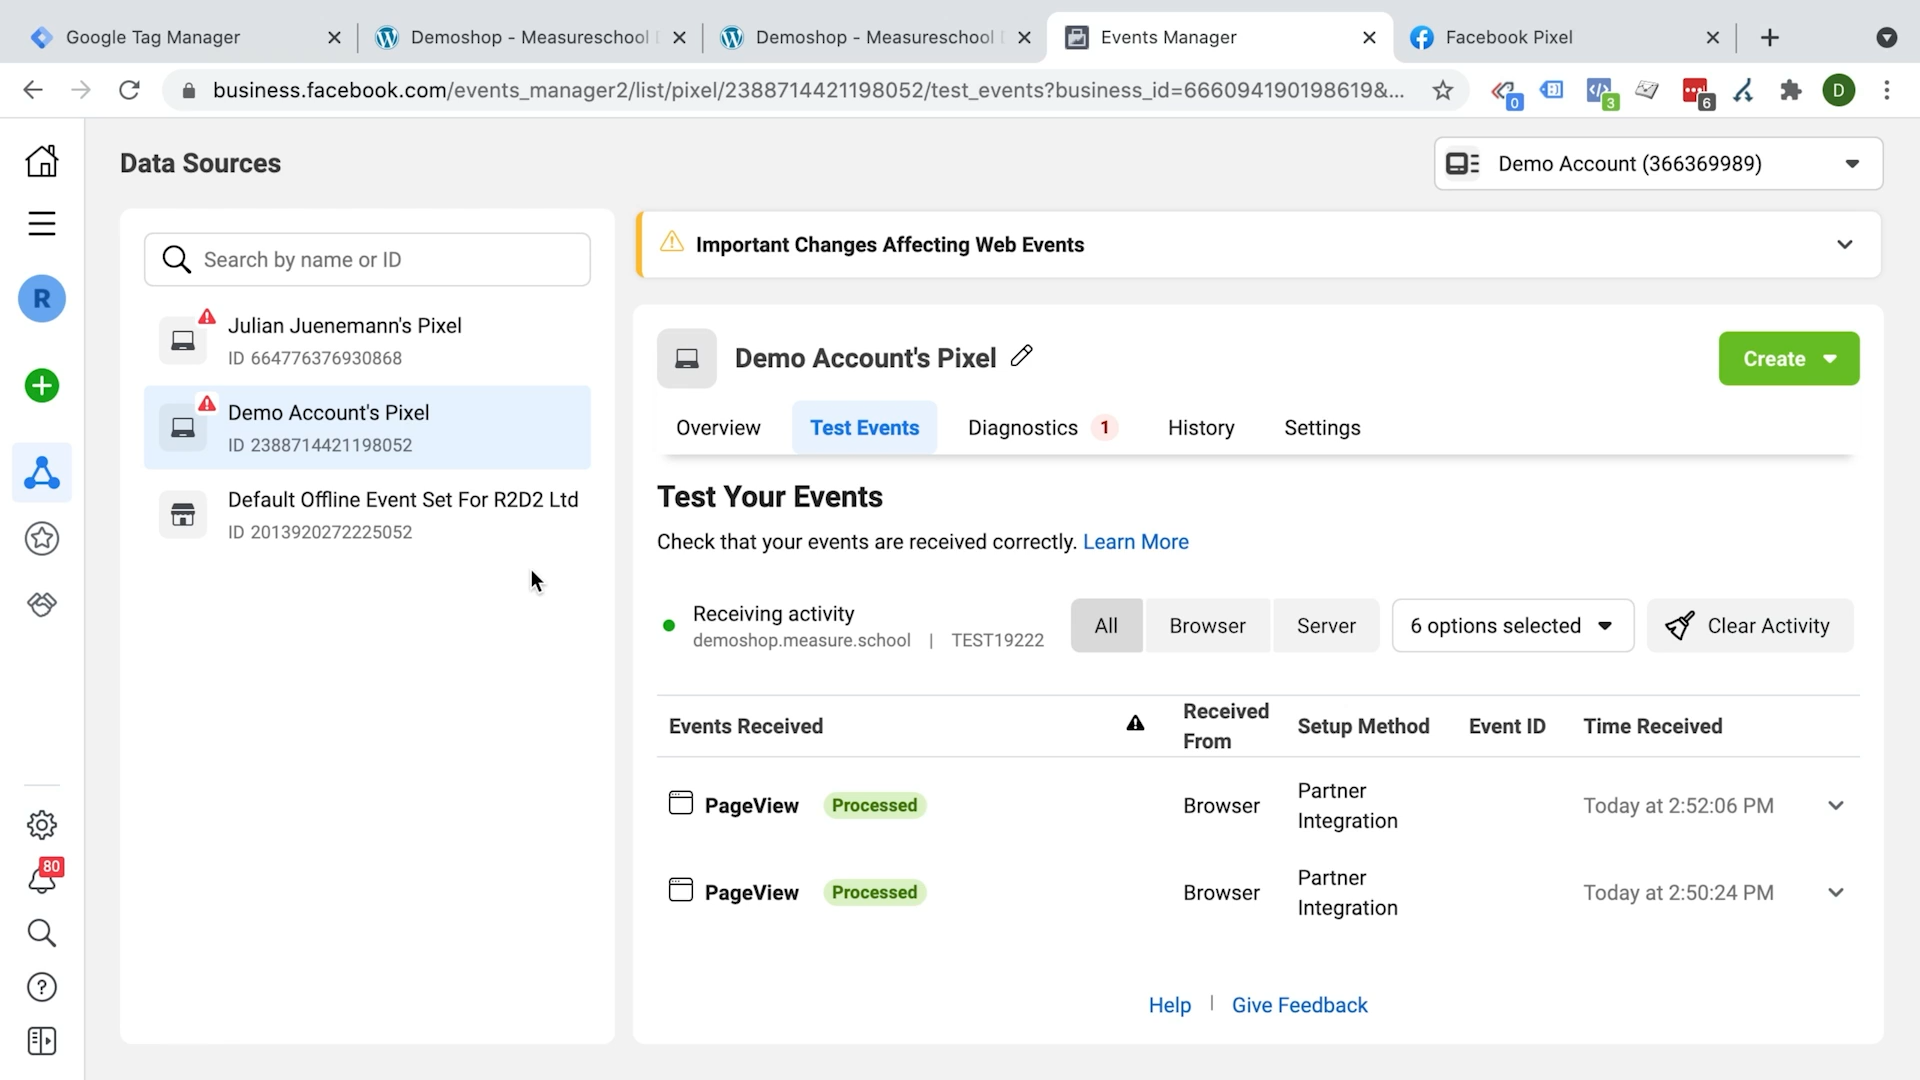 Google Tag Manager
Demoshop - Measureschool
Demoshop - Measureschool
Events Manager
Facebook Pixel
business.facebook.com/events_manager2/list/pixel/2388714421198052/test_events?business_id=666094190198619&...
0
3
6
D
Data Sources
Demo Account (366369989)
R
Search by name or ID
Julian Juenemann's Pixel
ID 664776376930868
Demo Account's Pixel
ID 2388714421198052
Default Offline Event Set For R2D2 Ltd
ID 2013920272225052
80
Important Changes Affecting Web Events
Demo Account's Pixel
Create
Overview
Test Events
Diagnostics 1
History
Settings
Test Your Events
Check that your events are received correctly. Learn More
Receiving activity
demoshop.measure.school | TEST19222
All
Browser
Server
6 options selected
Clear Activity
Events Received
Received
From
Setup Method
Event ID
Time Received
PageView Processed
Browser
Partner
Integration
Today at 2:52:06 PM
PageView Processed
Browser
Partner
Integration
Today at 2:50:24 PM
Help | Give Feedback